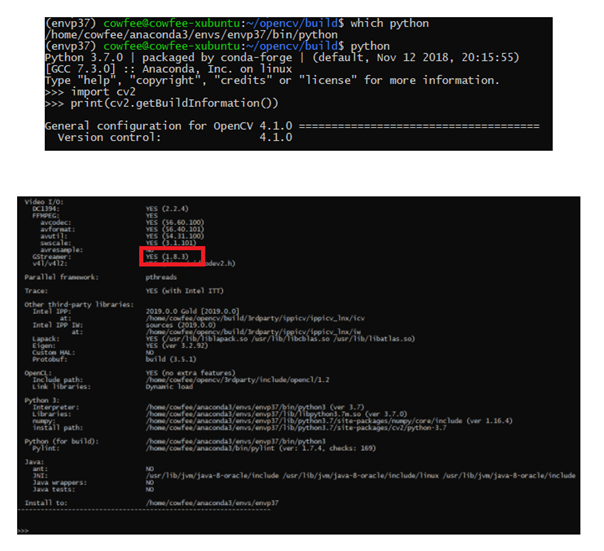 (envp37) cowfee@cowfee-xubuntu:~/opencv/build$ which python
/home/cowfee/anaconda3/envs/envp37/bin/python
(envp37) cowfee@cowfee-xubuntu:~/opencv/build$ python
Python 3.7.0 | packaged by conda-forge | (default, Nov 12 2018, 20:15:55)
[GCC 7.3.0] :: Anaconda, Inc. on linux
Type "help", "copyright", "credits" or "license" for more information.
>>> import cv2
>>> print(cv2.getBuildInformation())
General configuration for OpenCV 4.1.0 =====================================
Version control: 4.1.0
Video I/O:
DC1394: YES (2.2.4)
FFMPEG: YES
avcodec: YES (56.60.100)
avformat: YES (56.40.101)
avutil: YES (54.31.100)
swscale: YES (3.1.101)
avresample: NO
GStreamer: YES (1.8.3)
v4l/v4l2:
Parallel framework: pthreads
Trace: YES (with Intel ITT)
Other third-party libraries:
Intel IPP: 2019.0.0 Gold [2019.0.0]
at: /home/cowfee/opencv/build/3rdparty/ippicv/ippicv_lnx/icv
Intel IPP IW: sources (2019.0.0)
at: /home/cowfee/opencv/build/3rdparty/ippicv/ippicv_lnx/iw
Lapack: YES (/usr/lib/liblapack.so /usr/lib/libcblas.so /usr/lib/libatlas.so)
Eigen: YES (ver 3.2.92)
Custom HAL: NO
Protobuf: build (3.5.1)
OpenCL: YES (no extra features)
Include path: /home/cowfee/opencv/3rdparty/include/opencl/1.2
Link libraries: Dynamic load
Python 3:
Interpreter: /home/cowfee/anaconda3/envs/envp37/bin/python3 (ver 3.7)
Libraries: /home/cowfee/anaconda3/envs/envp37/lib/libpython3.7m.so (ver 3.7.0)
numpy: /home/cowfee/anaconda3/envs/envp37/lib/python3.7/site-packages/numpy/core/include (ver 1.16.4)
install path: /home/cowfee/anaconda3/envs/envp37/lib/python3.7/site-packages/cv2/python-3.7
Python (for build): /home/cowfee/anaconda3/envs/envp37/bin/python3
Pylint: /home/cowfee/anaconda3/bin/pylint (ver: 1.7.4, checks: 169)
Java:
ant: NO
JNI: /usr/lib/jvm/java-8-oracle/include /usr/lib/jvm/java-8-oracle/include/linux /usr/lib/jvm/java-8-oracle/include
Java wrappers: NO
Java tests: NO
Install to: /home/cowfee/anaconda3/envs/envp37
-----------------------------------------------------------------
>>>